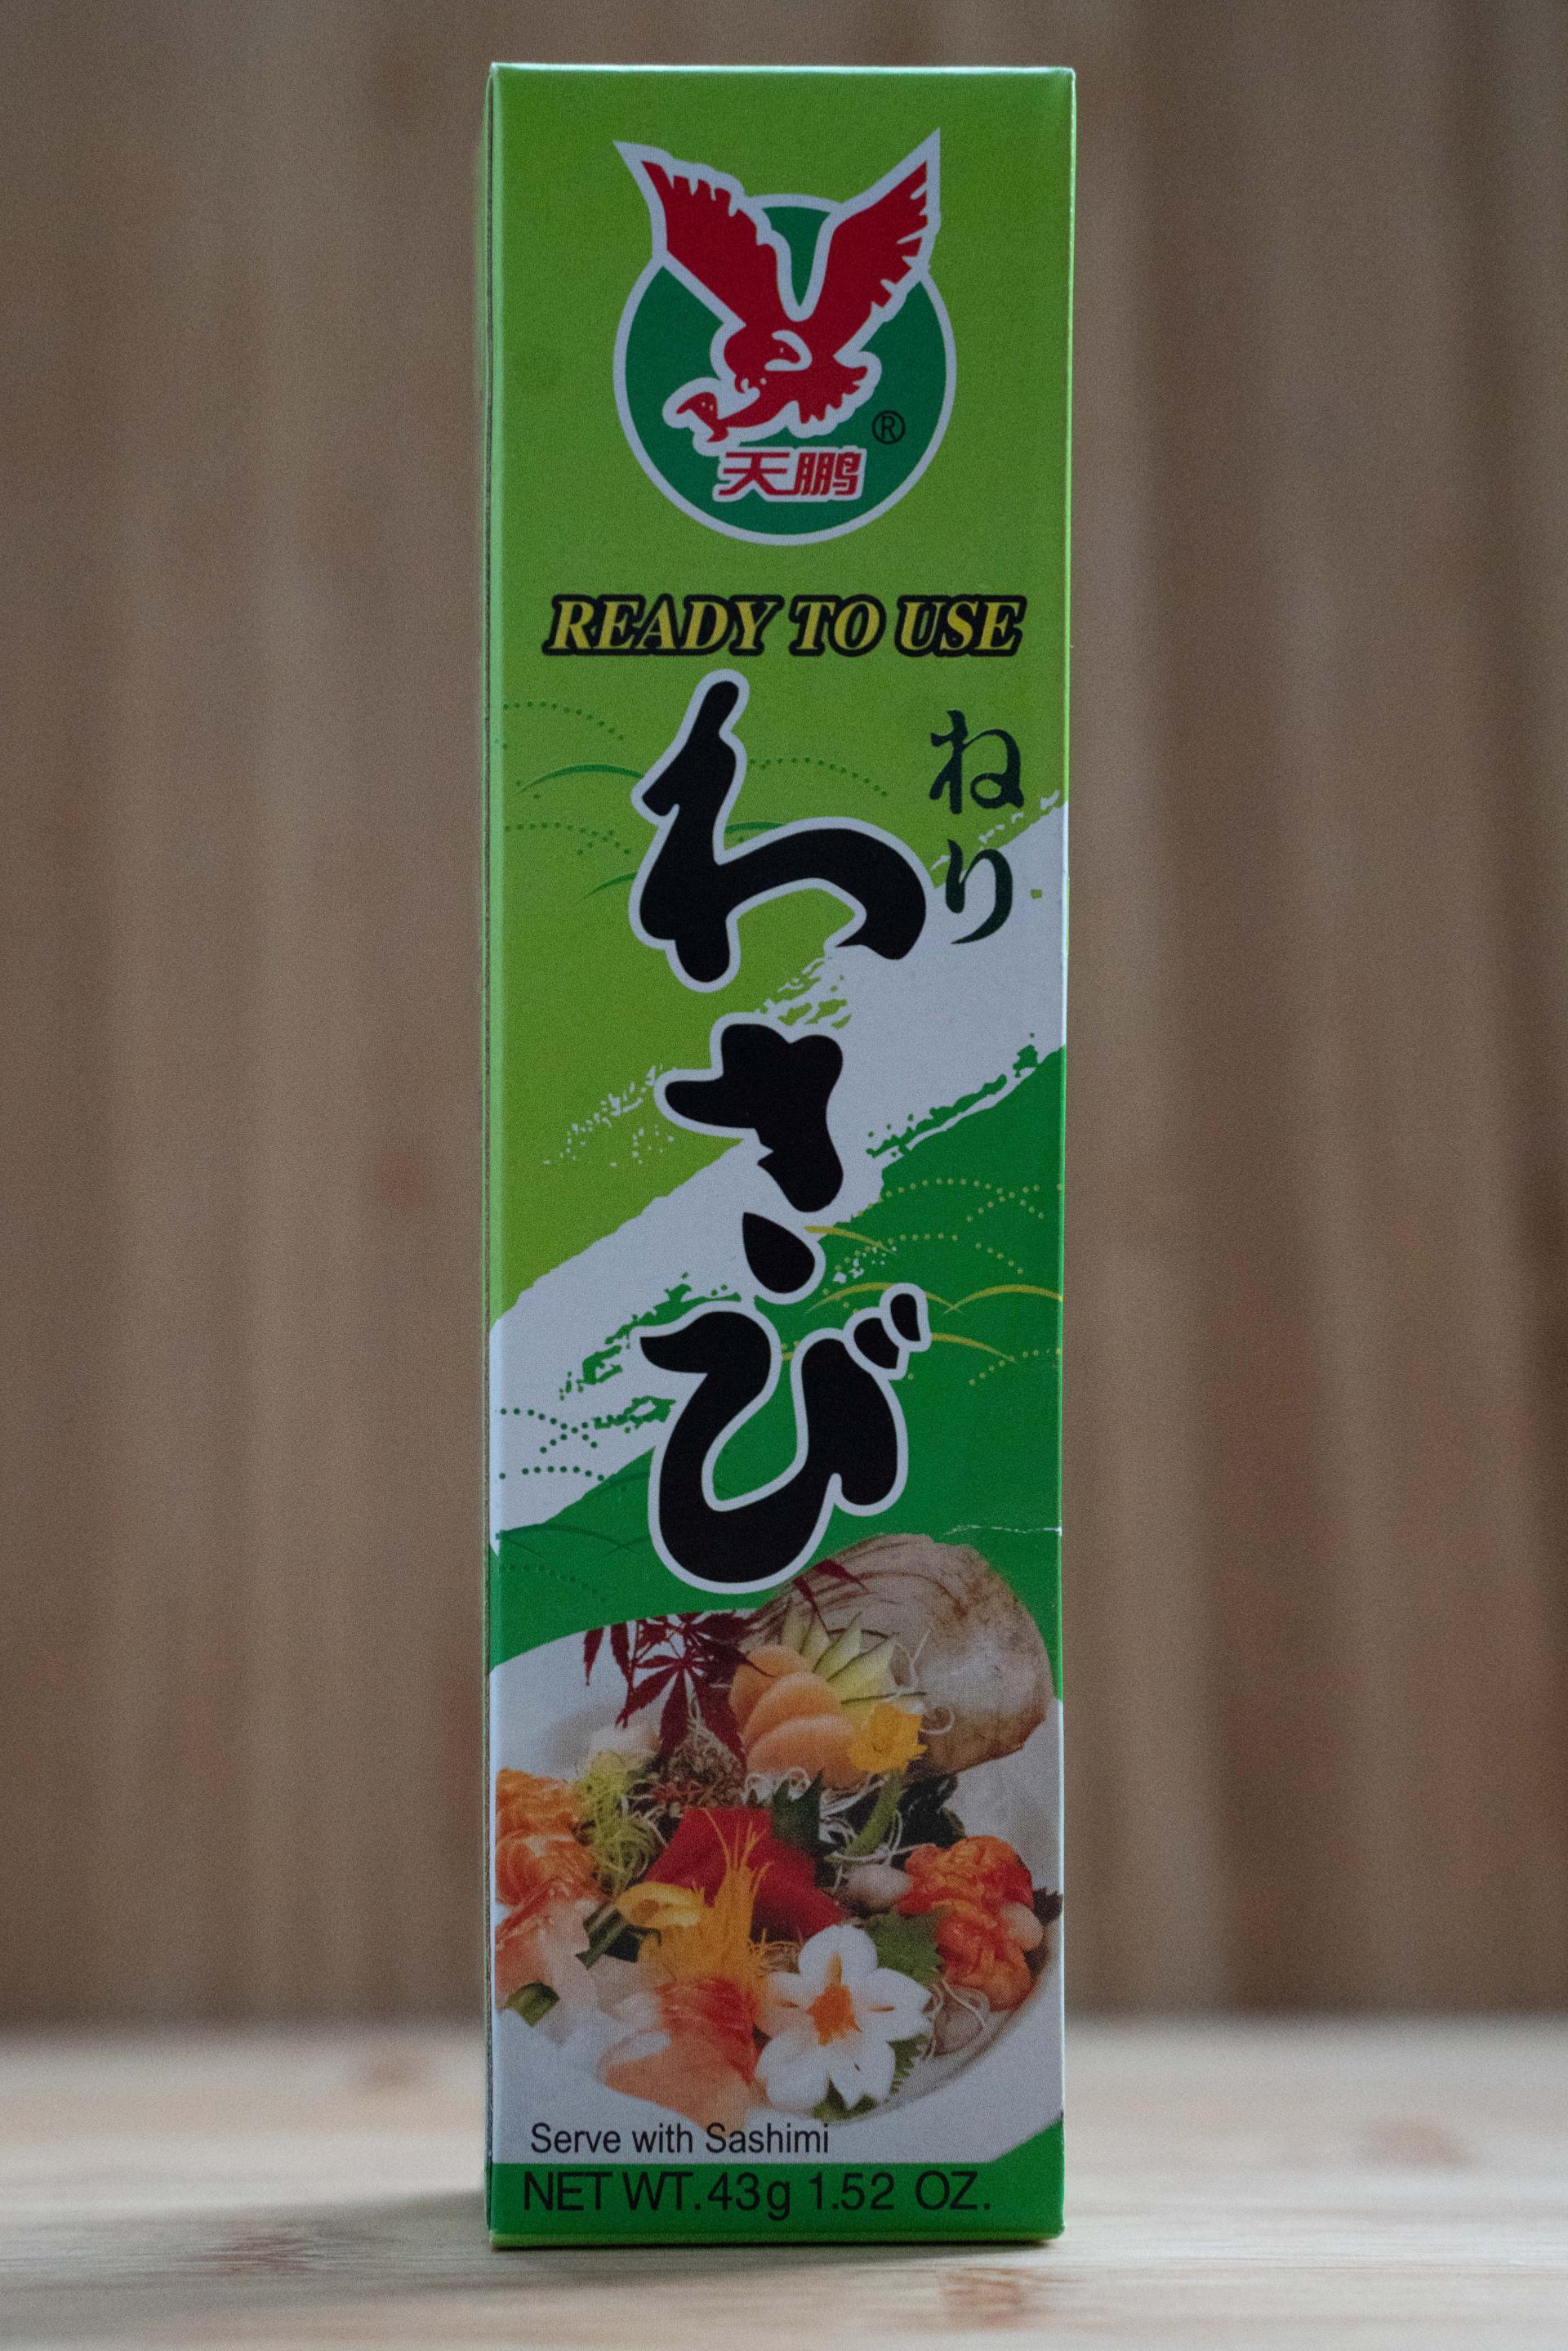 ®
天鹏
READY TO USE
ねり
わさび
Serve with Sashimi
NET WT.43g 1.52 OZ.